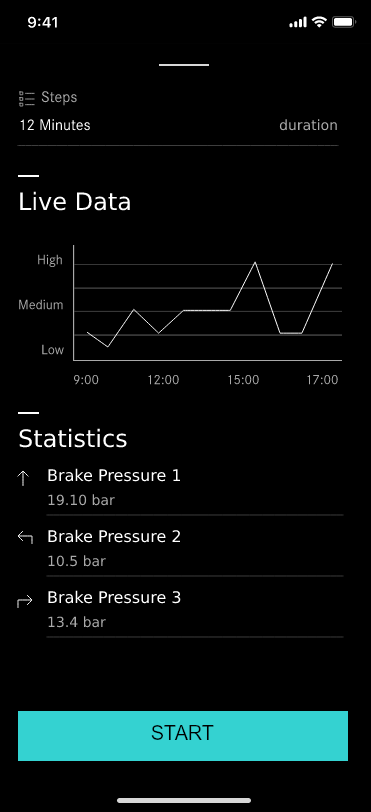 9:41
Steps
12 Minutes duration
Live Data
High
Medium
Low
9:00 12:00 15:00 17:00
Statistics
Brake Pressure 1
19.10 bar
Brake Pressure 2
10.5 bar
Brake Pressure 3
13.4 bar
START